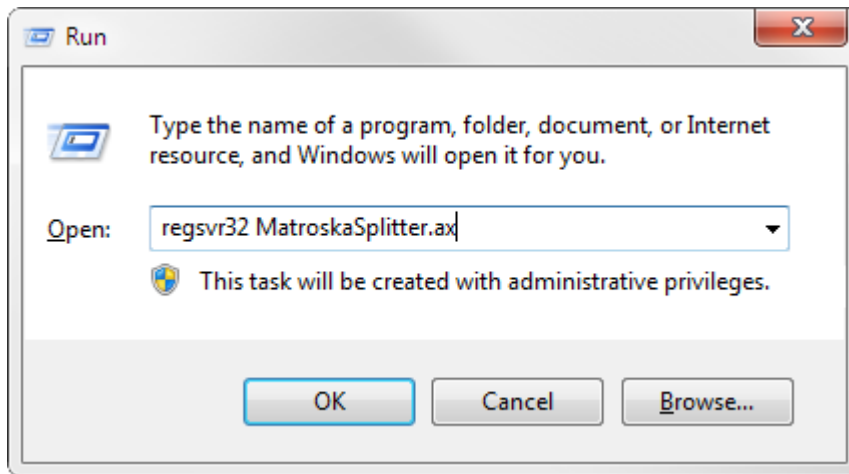 Run
Type the name of a program, folder, document, or Internet
resource, and Windows will open it for you.
Open: regsvr32 MatroskaSplitter.ax
This task will be created with administrative privileges.
OK Cancel Browse...